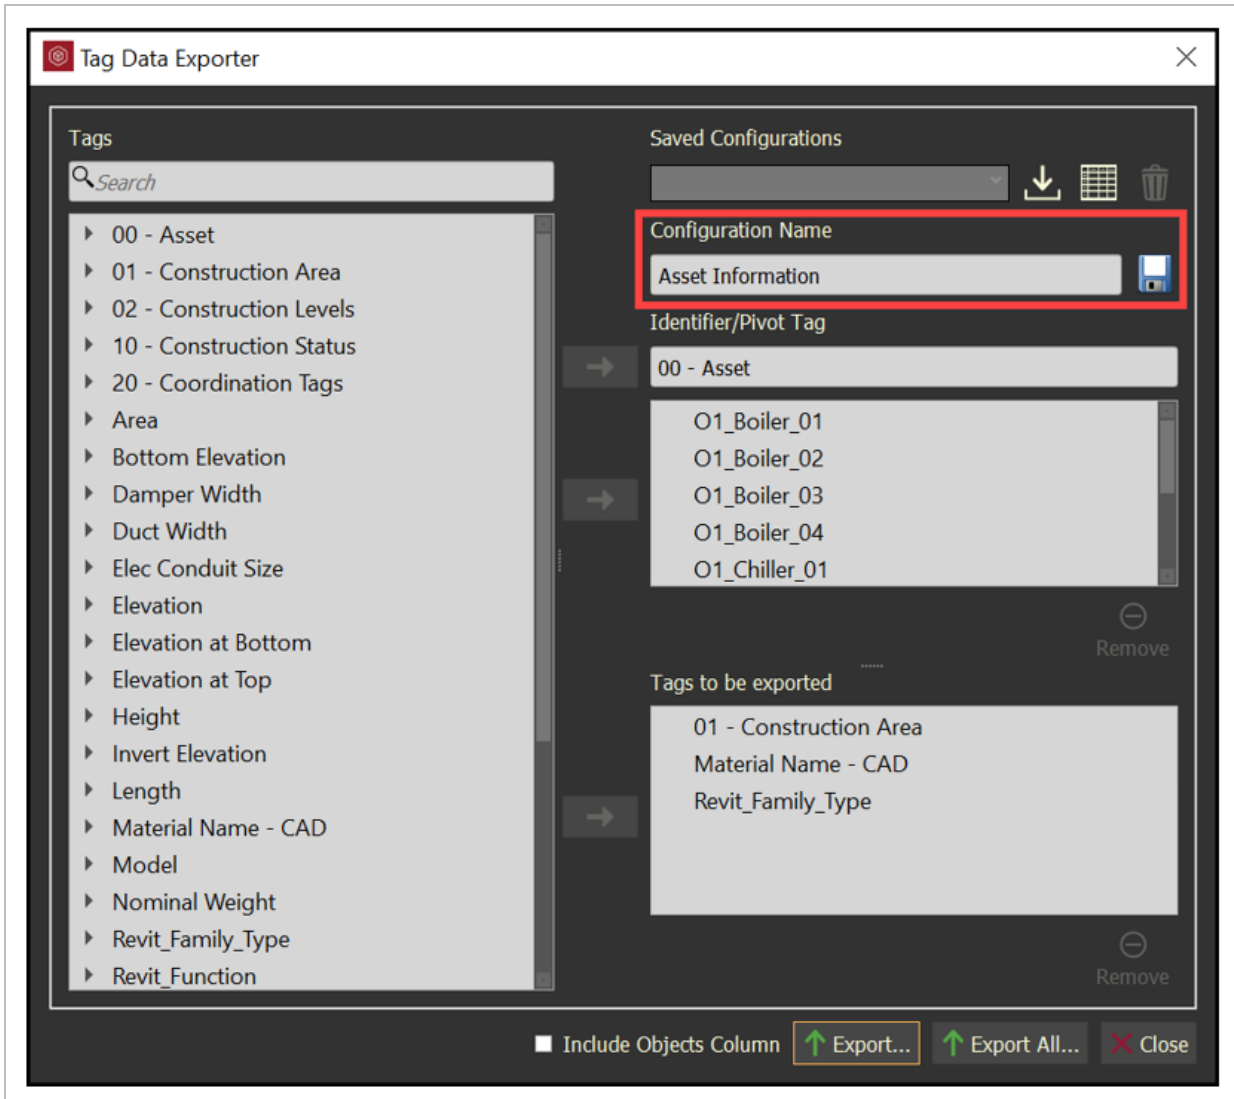 Tag Data Exporter
Tags
Search
00 - Asset
01 - Construction Area
02 - Construction Levels
10 - Construction Status
20 - Coordination Tags
Area
Bottom Elevation
Damper Width
Duct Width
Elec Conduit Size
Elevation
Elevation at Bottom
Elevation at Top
Height
Invert Elevation
Length
Material Name - CAD
Model
Nominal Weight
Revit_Family_Type
Revit_Function
Saved Configurations
Configuration Name
Asset Information
Identifier/Pivot Tag
00 - Asset
O1_Boiler_01
O1_Boiler_02
O1_Boiler_03
O1_Boiler_04
O1_Chiller_01
Remove
Tags to be exported
01 - Construction Area
Material Name - CAD
Revit_Family_Type
Remove
Include Objects Column
Export...
Export All...
Close